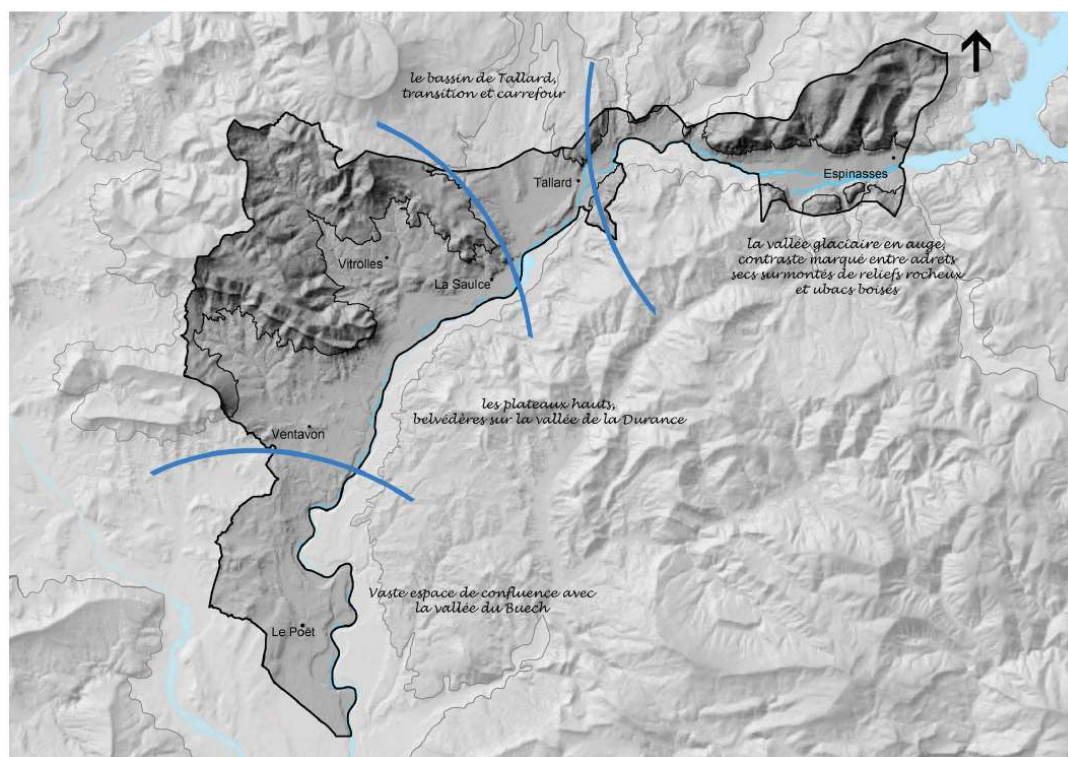 le bassin de Tallard,
transition et carrefour
Tallard
Espinasses
la vallée glaciaire en auge,
contraste marqué entre adrets
secs surmontés de reliefs rocheux
et ubacs boisés
Vitrolles
La Saulce
les plateaux hauts,
belvédères sur la vallée de la Durance
Ventavon
Vaste espace de confluence avec
la vallée du Buech
Le Poët